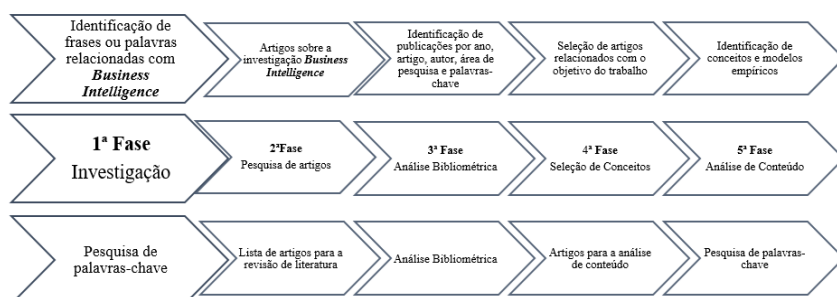 Identificação de
frases ou palavras
relacionadas com
Business
Intelligence
Artigos sobre a
investigação Business
Intelligence
Identificação de
publicações por ano,
artigo, autor, área de
pesquisa e palavras-
chave
Seleção de artigos
relacionados com o
objetivo do trabalho
Identificação de
conceitos e modelos
empíricos
1ª Fase
Investigação
2ªFase
Pesquisa de artigos
3ª Fase
Análise Bibliométrica
4ª Fase
Seleção de Conceitos
5ª Fase
Análise de Conteúdo
Pesquisa de
palavras-chave
Lista de artigos para a
revisão de literatura
Análise Bibliométrica
Artigos para a análise
de conteúdo
Pesquisa de palavras-
chave